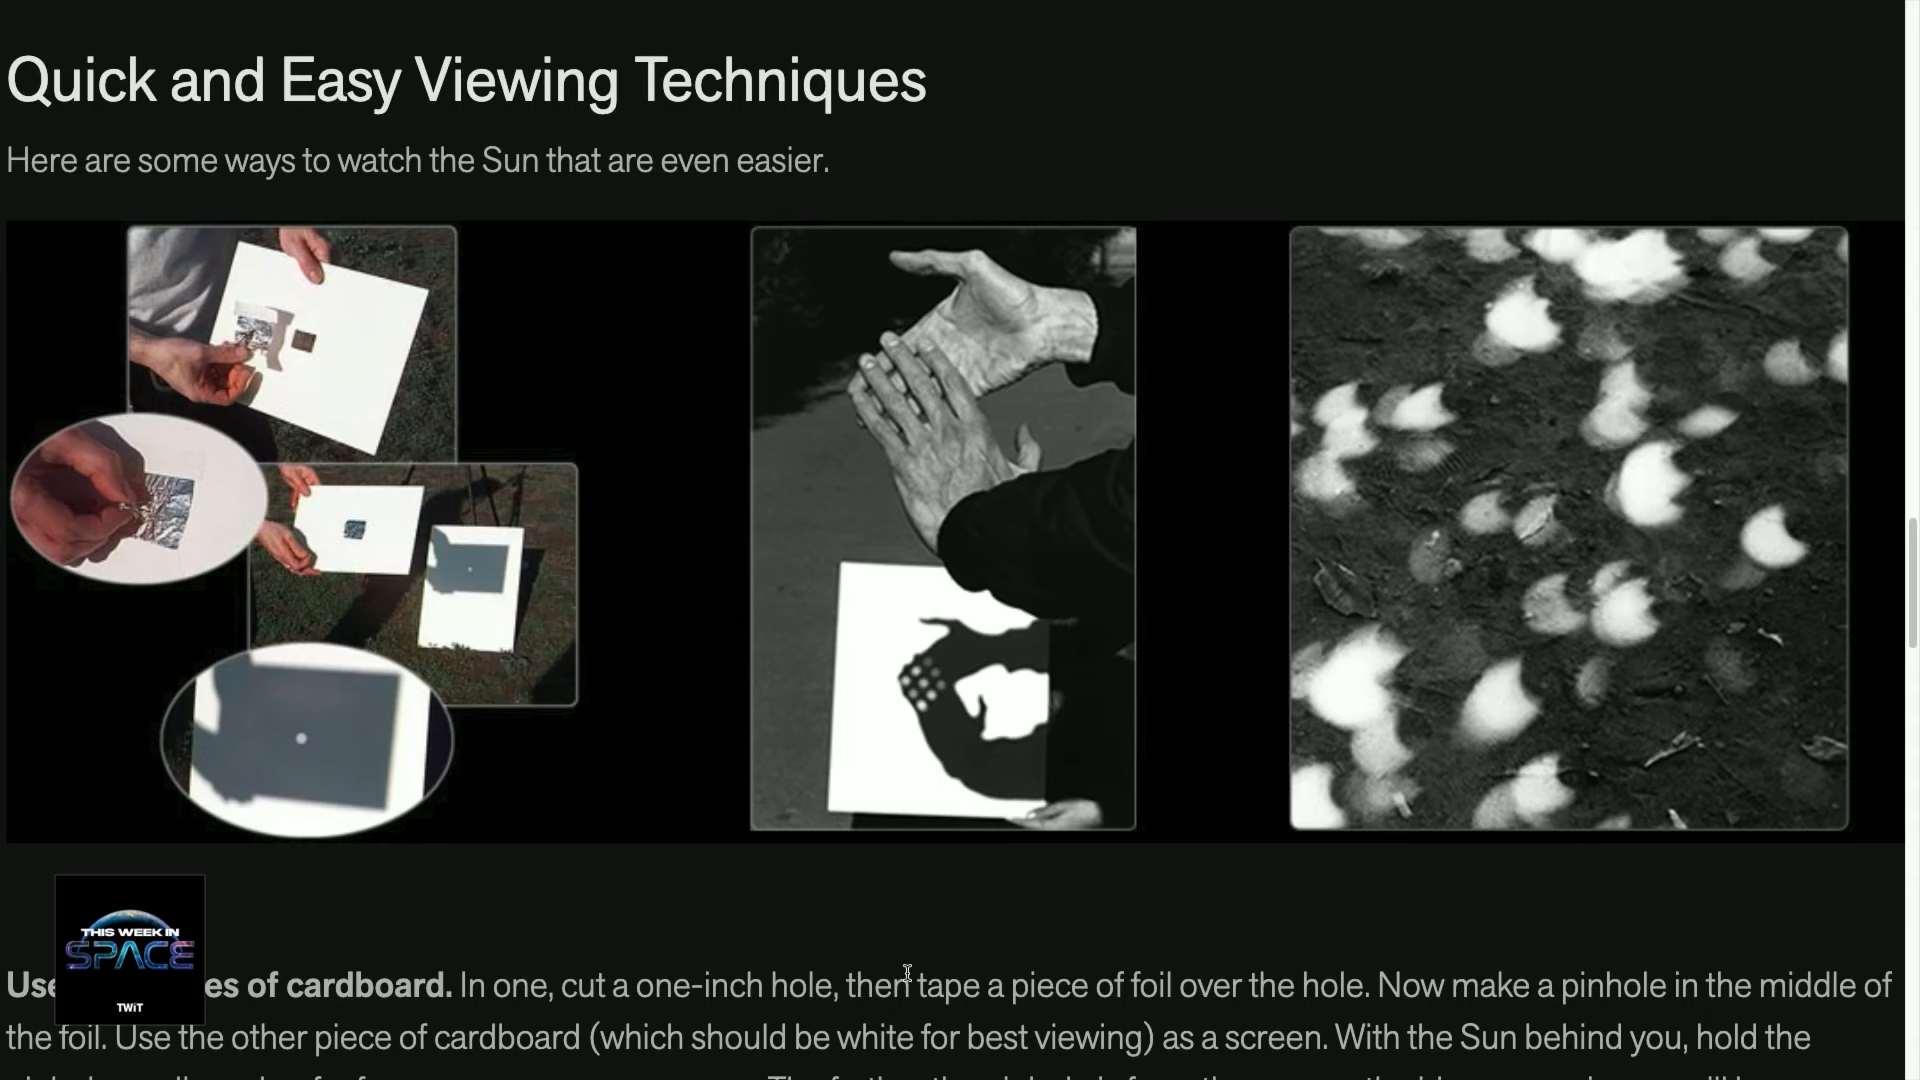 Quick and Easy Viewing Techniques
Here are some ways to watch the Sun that are even easier.
THIS WEEK IN
SPACE
TWiT
Use es of cardboard. In one, cut a one-inch hole, then tape a piece of foil over the hole. Now make a pinhole in the middle of
the foil. Use the other piece of cardboard (which should be white for best viewing) as a screen. With the Sun behind you, hold the